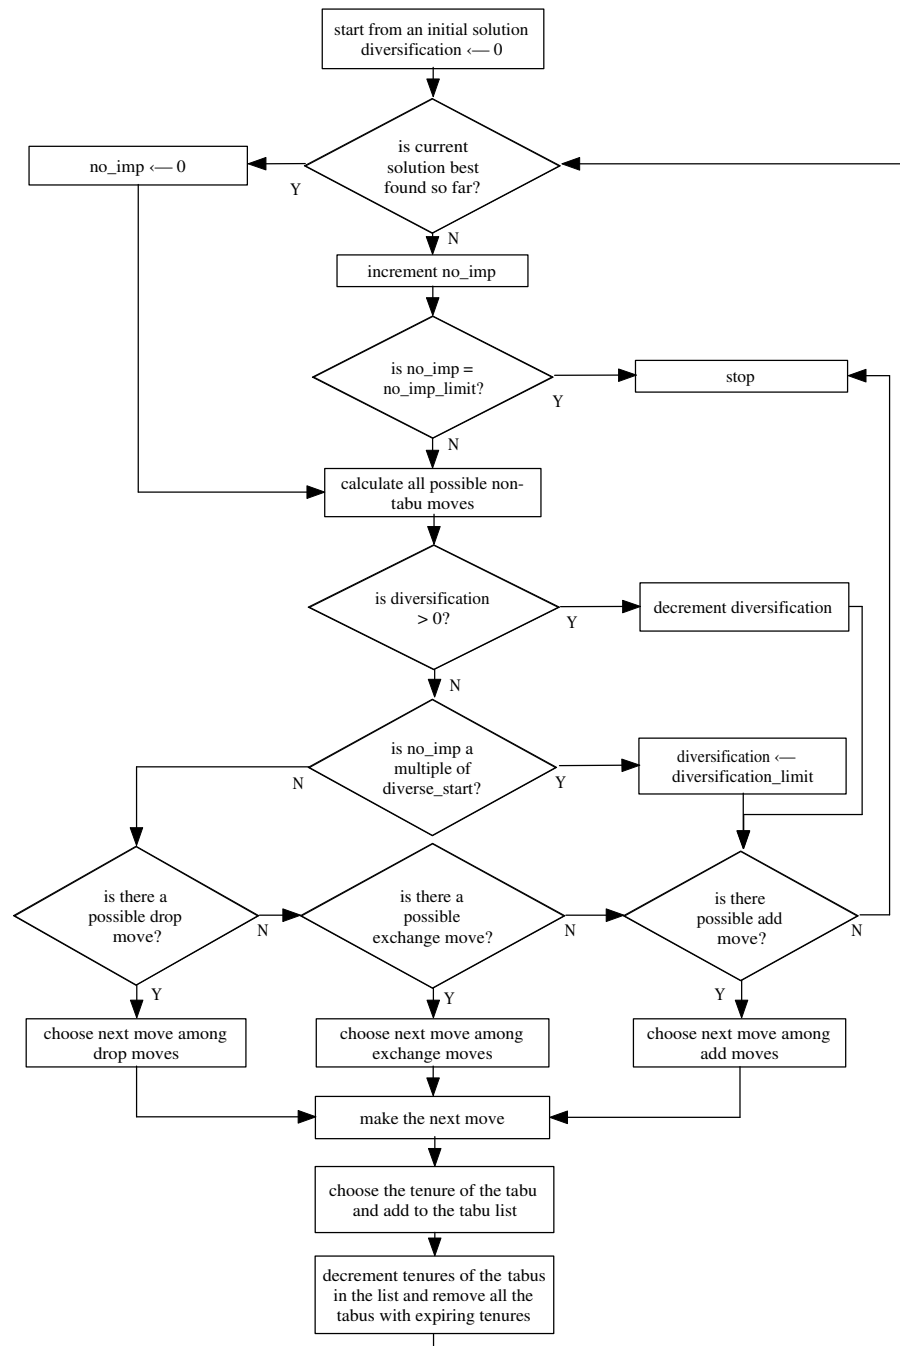 start from an initial solution
diversification ‹— 0
is current
solution best
found so far?
no_imp ‹— 0
Y
N
increment no_imp
is no_imp =
no_imp_limit?
stop
Y
N
calculate all possible non-
tabu moves
is diversification
> 0?
decrement diversification
Y
N
is no_imp a
multiple of
diverse_start?
diversification ‹—
diversification_limit
N
Y
is there a
possible drop
move?
N
is there a
possible
exchange move?
N
is there
possible add
move?
N
Y
Y
Y
choose next move among
drop moves
choose next move among
exchange moves
choose next move among
add moves
make the next move
choose the tenure of the tabu
and add to the tabu list
decrement tenures of the tabus
in the list and remove all the
tabus with expiring tenures